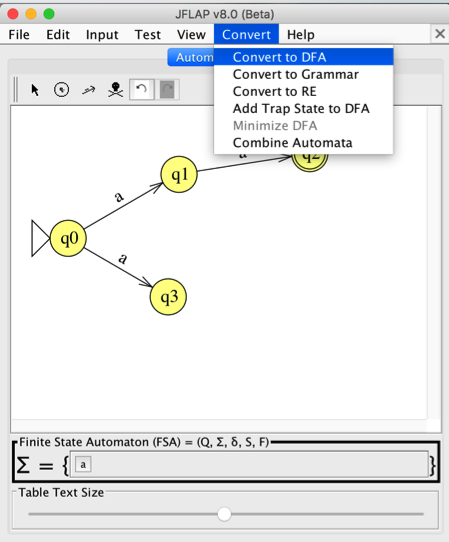 JFLAP v8.0 (Beta)
File Edit Input Test View Convert Help
Autom
Convert to DFA
Convert to Grammar
Convert to RE
Add Trap State to DFA
Minimize DFA
Combine Automata
q1
a
a
q2
q0
a
q3
Finite State Automaton (FSA) = (Q, Σ, δ, S, F)
Σ = { a }
Table Text Size